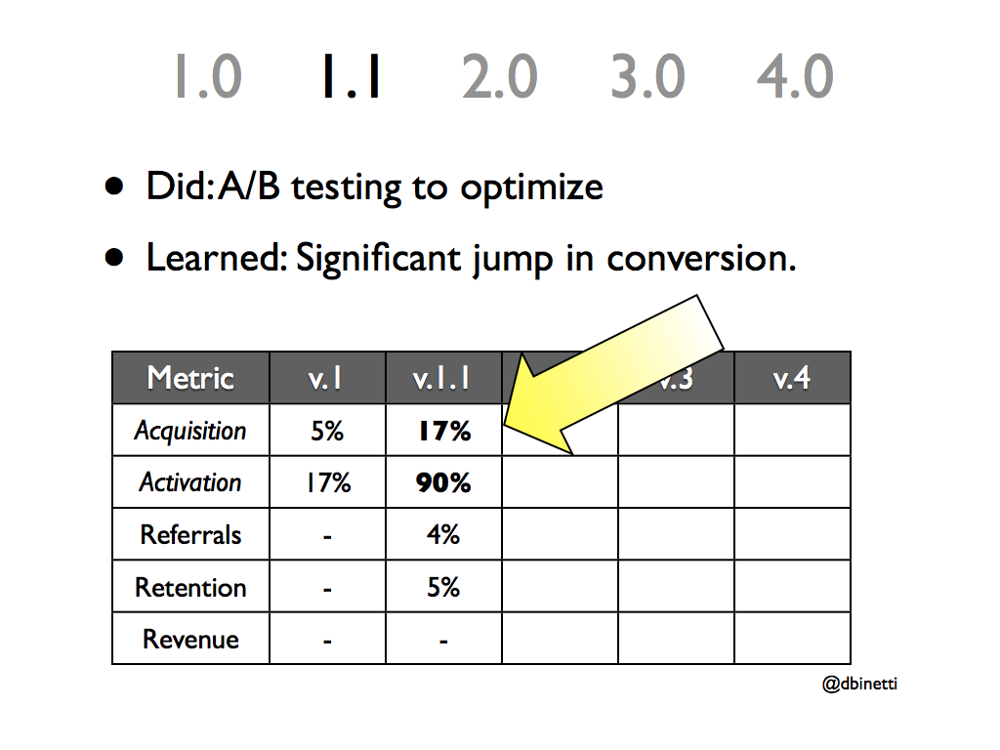 1.0 1.1 2.0 3.0 4.0
• Did: A/B testing to optimize
• Learned: Significant jump in conversion.
Metric v.1 v.1.1 v.3 v.4
Acquisition 5% 17%
Activation 17% 90%
Referrals - 4%
Retention - 5%
Revenue - -
@dbinetti